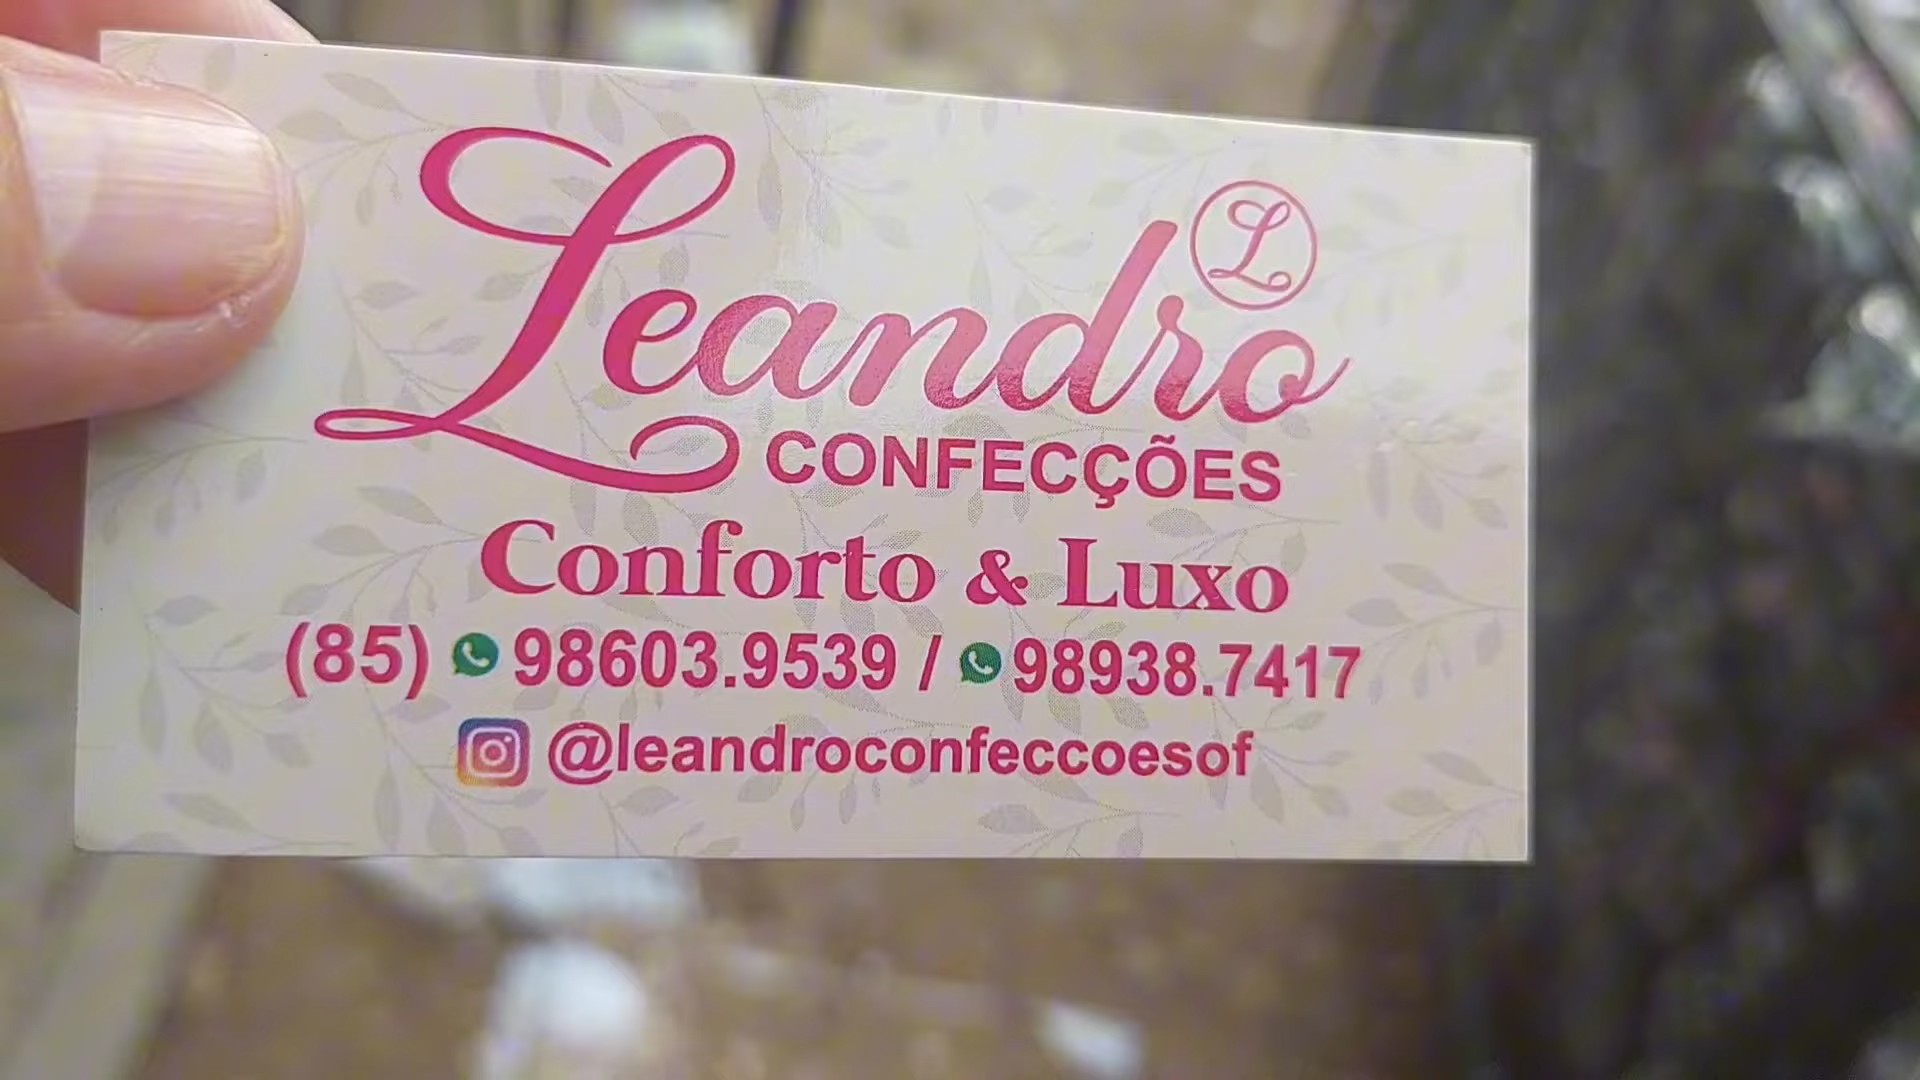 Leandro
L
CONFECÇÕES
Conforto & Luxo
(85) 98603.9539 / 98938.7417
@leandroconfeccoesof